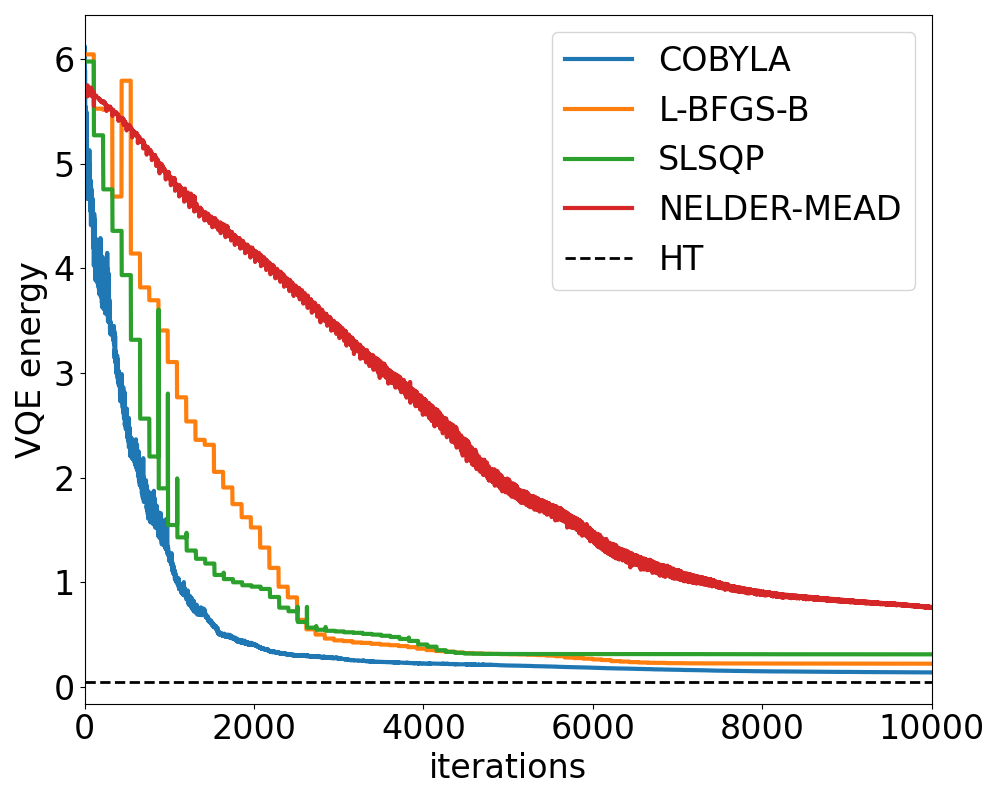 COBYLA
L-BFGS-B
SLSQP
NELDER-MEAD
HT
VQE energy
6
5
4
3
2
1
0
0 2000 4000 6000 8000 10000
iterations